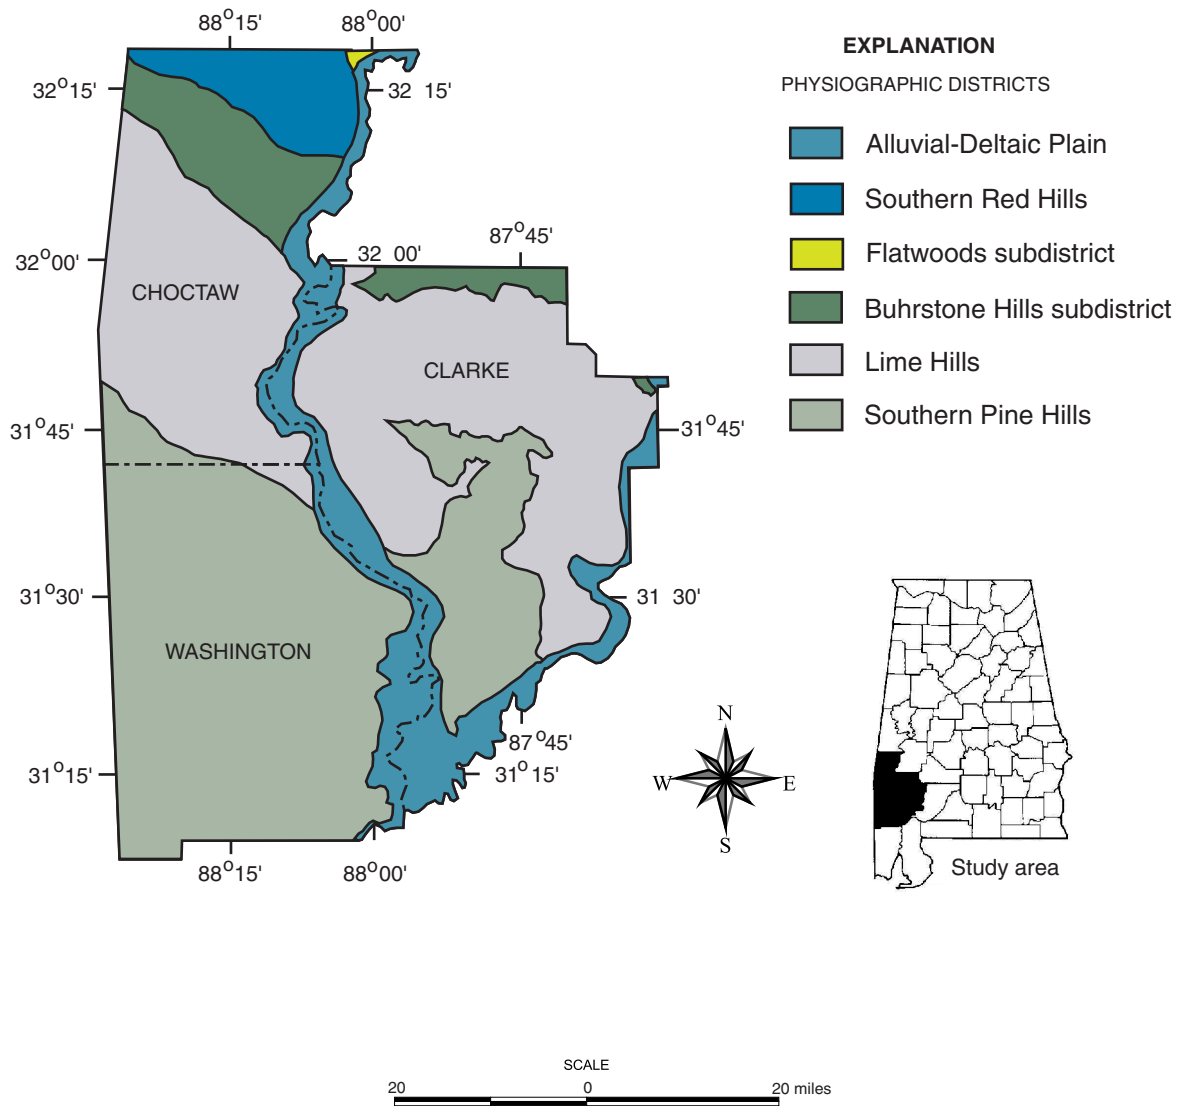 88°15'
88°00'
EXPLANATION
PHYSIOGRAPHIC DISTRICTS
32°15'
32 15'
Alluvial-Deltaic Plain
Southern Red Hills
Flatwoods subdistrict
87°45'
32°00'
32 00'
CHOCTAW
Buhrstone Hills subdistrict
CLARKE
Lime Hills
Southern Pine Hills
31°45'
31°45'
31°30'
31 30'
WASHINGTON
N
W
E
S
87°45'
31°15'
31 15'
88°15'
88°00'
Study area
SCALE
20
0
20 miles